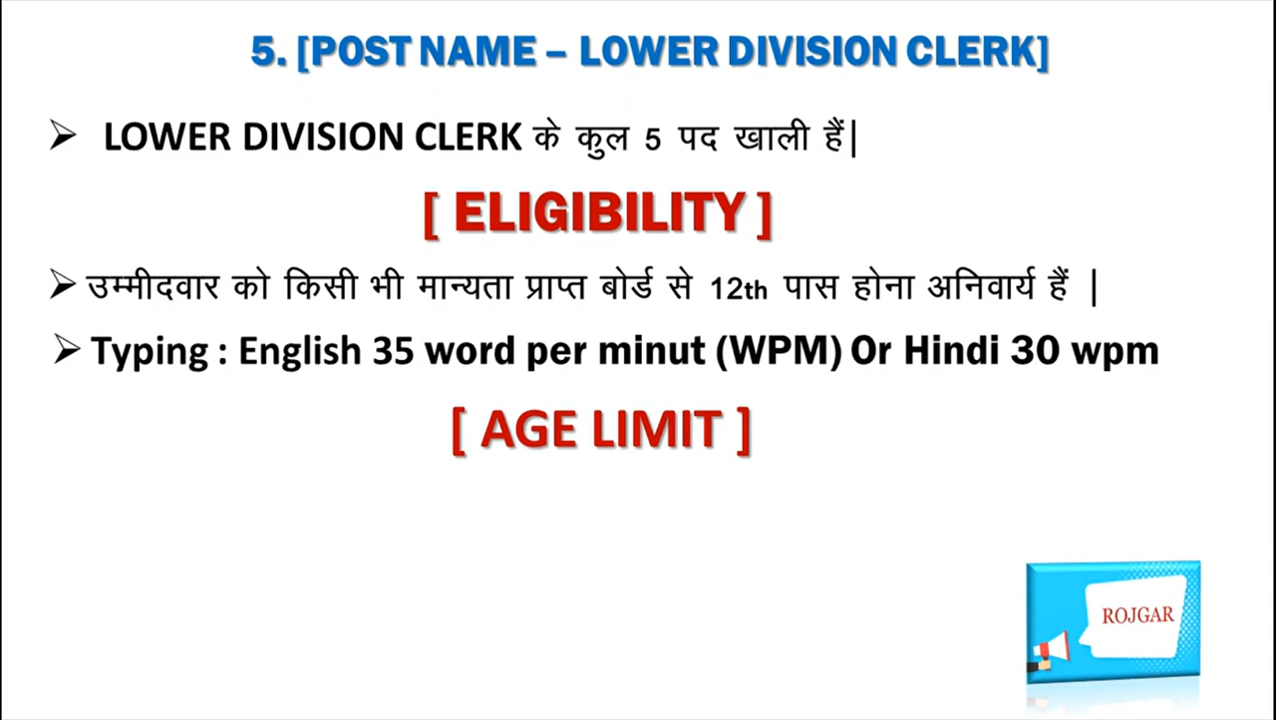 5. [POST NAME – LOWER DIVISION CLERK]
➢ LOWER DIVISION CLERK के कुल 5 पद खाली हैं|
[ ELIGIBILITY ]
➢ उम्मीदवार को किसी भी मान्यता प्राप्त बोर्ड से 12th पास होना अनिवार्य हैं |
➢ Typing : English 35 word per minut (WPM) Or Hindi 30 wpm
[ AGE LIMIT ]
ROJGAR